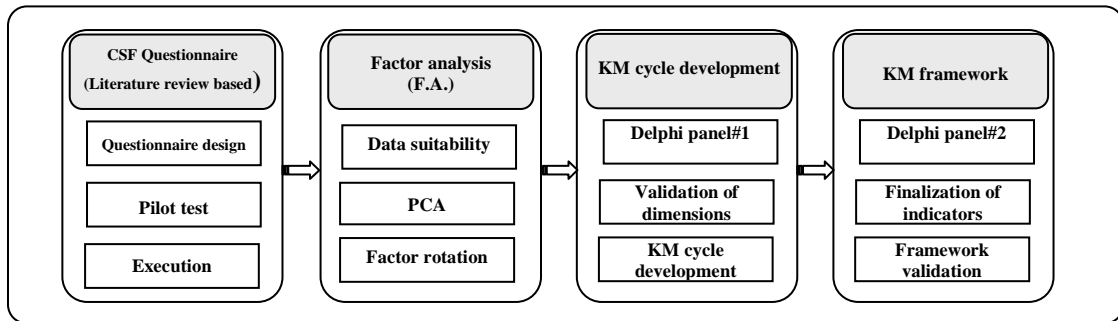 CSF Questionnaire
(Literature review based)
Questionnaire design
Pilot test
Execution
Factor analysis
(F.A.)
Data suitability
PCA
Factor rotation
KM cycle development
Delphi panel#1
Validation of
dimensions
KM cycle
development
KM framework
Delphi panel#2
Finalization of
indicators
Framework
validation